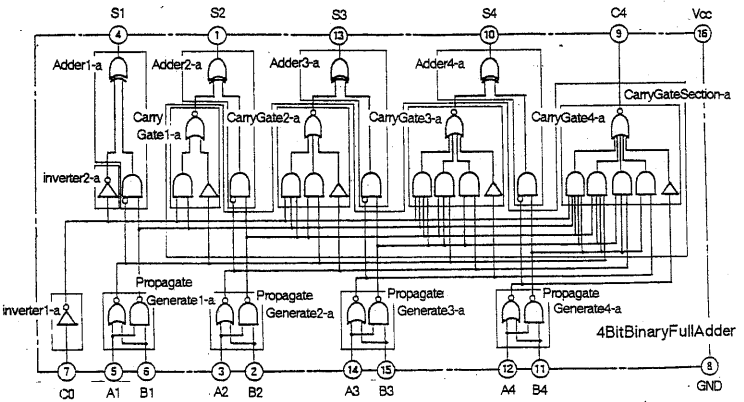 S1 S2 S3 S4 C4 Vcc
4 1 13 10 9 16
Adder1-a Adder2-a Adder3-a Adder4-a
CarryGateSection-a
Carry CarryGate2-a CarryGate3-a CarryGate4-a
Gate1-a
inverter2-a
Propagate Propagate Propagate Propagate
Generate1-a Generate2-a Generate3-a Generate4-a
inverter1-a
4BitBinaryFullAdder
7 5 6 3 2 14 15 12 11 8
C0 A1 B1 A2 B2 A3 B3 A4 B4 GND